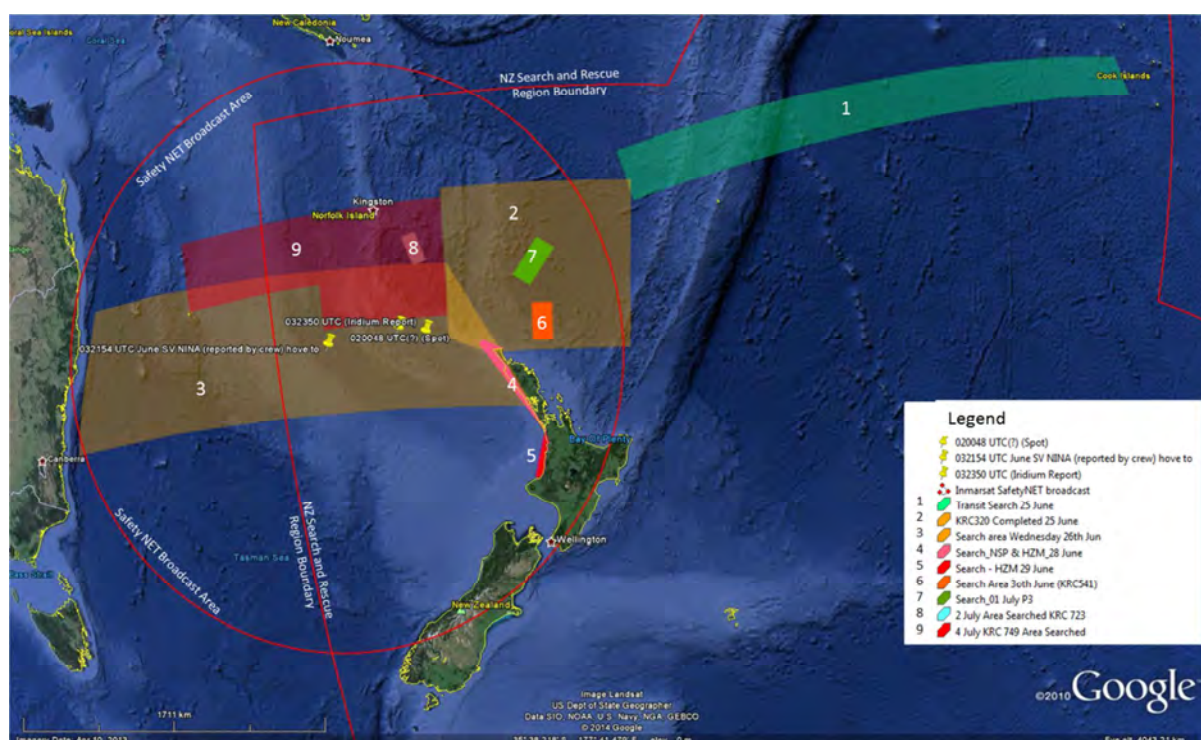 New Caledonia
Noumea
Coral Sea Islands
Coral Sea
Cook Islands
NZ Search and Rescue
Region Boundary
1
Safety NET Broadcast Area
Kingston
Norfolk Island
2
9
8
7
6
032350 UTC (Iridium Report)
020048 UTC(?) (Spot)
032154 UTC June SV NINA (reported by crew) hove to
3
4
5
Bay Of Plenty
Canberra
NZ Search and Rescue
Region Boundary
Safety NET Broadcast Area
Tasman Sea
Wellington
New Zealand
Legend
020048 UTC(?) (Spot)
032154 UTC June SV NINA (reported by crew) hove to
032350 UTC (Iridium Report)
Inmarsat SafetyNET broadcast
1 Transit Search 25 June
2 KRC320 Completed 25 June
3 Search area Wednesday 26th Jun
4 Search_NSP & HZM_28 June
5 Search - HZM 29 June
6 Search Area 30th June (KRC541)
7 Search_01 July P3
8 2 July Area Searched KRC 723
9 4 July KRC 749 Area Searched
1711 km
Image Landsat
US Dept of State Geographer
Data SIO, NOAA, U.S. Navy, NGA, GEBCO
© 2014 Google
©2010 Google